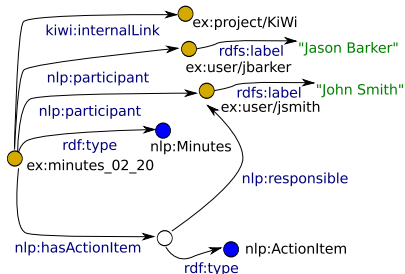 ex:project/KiWi
kiwi:internalLink
"Jason Barker"
rdfs:label
ex:user/jbarker
nlp:participant
"John Smith"
rdfs:label
ex:user/jsmith
nlp:participant
rdf:type
nlp:Minutes
ex:minutes_02_20
nlp:responsible
nlp:hasActionItem
nlp:ActionItem
rdf:type